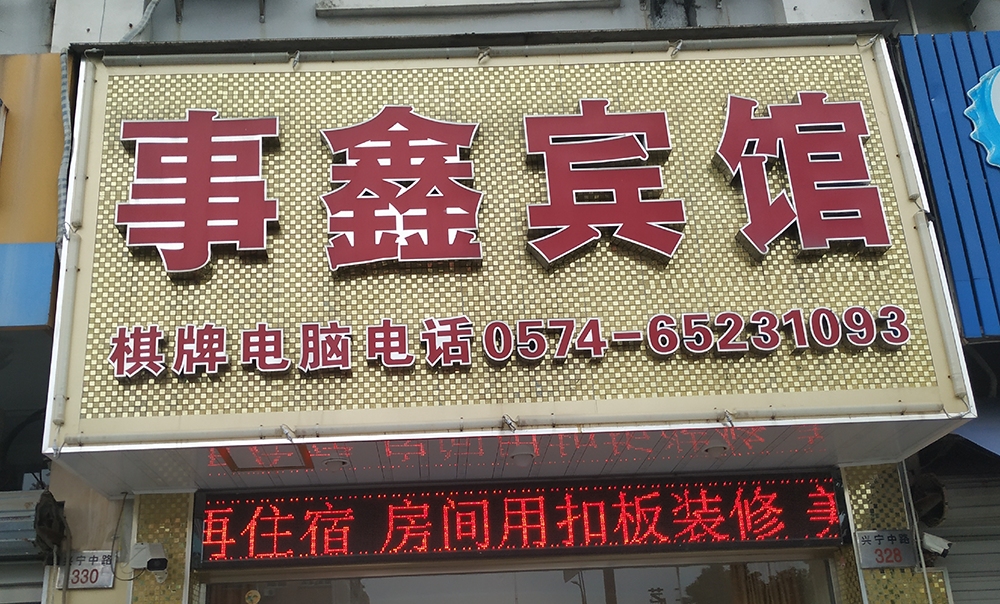 事鑫宾馆
棋牌电脑电话0574-65231093
再住宿 房间用扣板装修
兴宁中路
330
兴宁中路
328